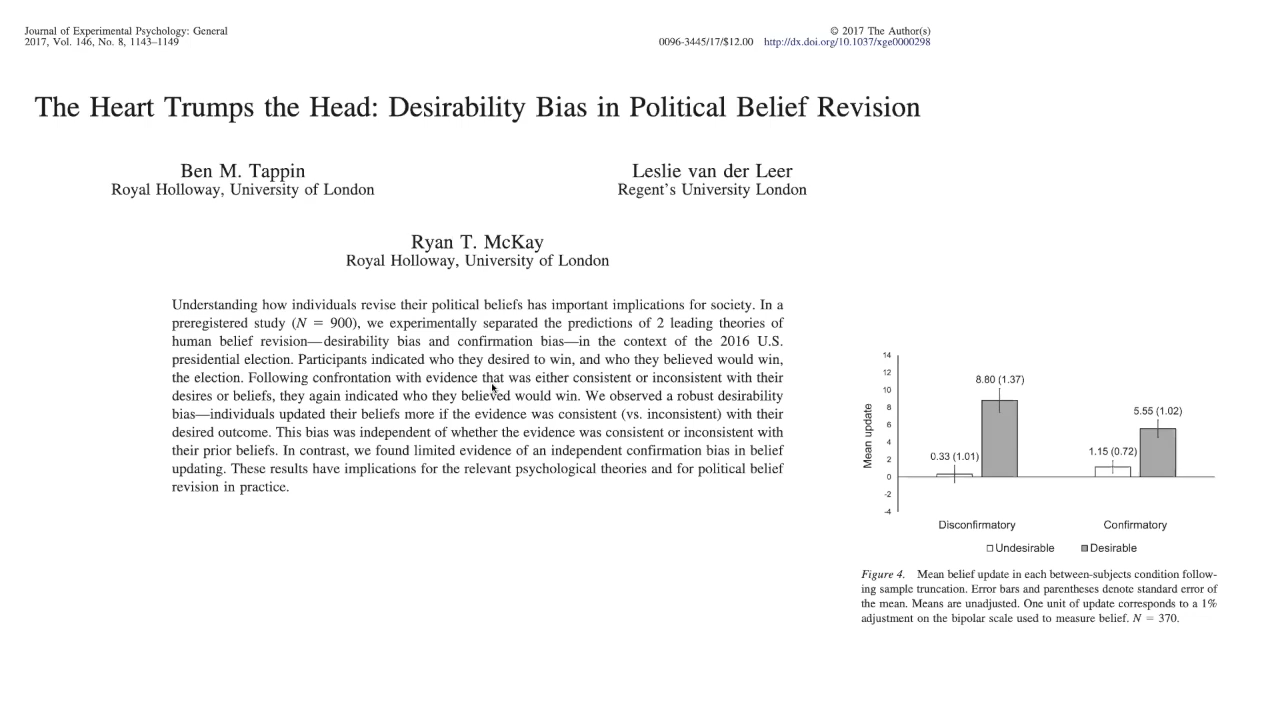 Journal of Experimental Psychology: General
2017, Vol. 146, No. 8, 1143–1149
© 2017 The Author(s)
0096-3445/17/$12.00 http://dx.doi.org/10.1037/xge0000298
The Heart Trumps the Head: Desirability Bias in Political Belief Revision
Ben M. Tappin
Royal Holloway, University of London
Leslie van der Leer
Regent’s University London
Ryan T. McKay
Royal Holloway, University of London
Understanding how individuals revise their political beliefs has important implications for society. In a
preregistered study (N = 900), we experimentally separated the predictions of 2 leading theories of
human belief revision—desirability bias and confirmation bias—in the context of the 2016 U.S.
presidential election. Participants indicated who they desired to win, and who they believed would win,
the election. Following confrontation with evidence that was either consistent or inconsistent with their
desires or beliefs, they again indicated who they believed would win. We observed a robust desirability
bias—individuals updated their beliefs more if the evidence was consistent (vs. inconsistent) with their
desired outcome. This bias was independent of whether the evidence was consistent or inconsistent with
their prior beliefs. In contrast, we found limited evidence of an independent confirmation bias in belief
updating. These results have implications for the relevant psychological theories and for political belief
revision in practice.
Mean update
14
12
10
8
6
4
2
0
-2
-4
0.33 (1.01)
8.80 (1.37)
1.15 (0.72)
5.55 (1.02)
Disconfirmatory
Confirmatory
Undesirable
Desirable
Figure 4. Mean belief update in each between-subjects condition follow-
ing sample truncation. Error bars and parentheses denote standard error of
the mean. Means are unadjusted. One unit of update corresponds to a 1%
adjustment on the bipolar scale used to measure belief. N = 370.